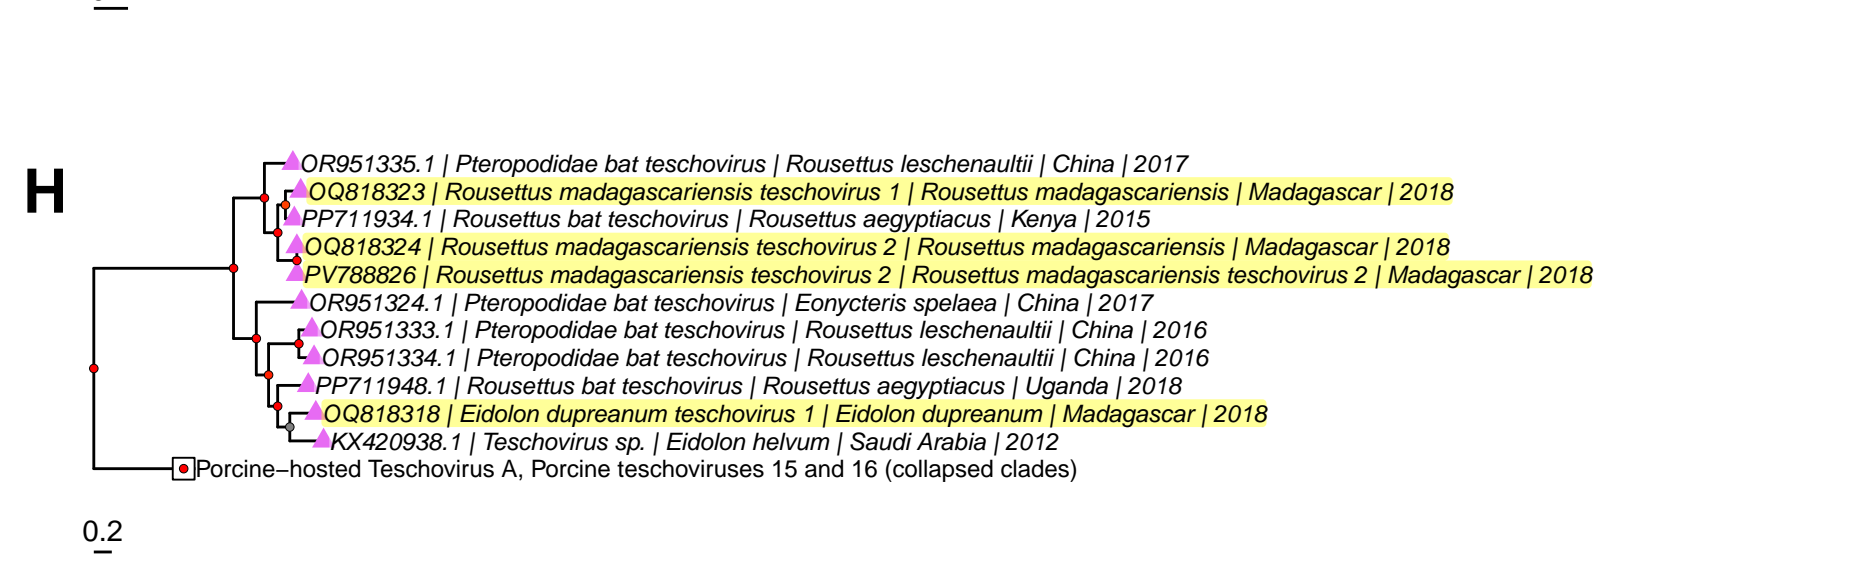 H
OR951335.1 | Pteropodidae bat teschovirus | Rousettus leschenaultii | China | 2017
OQ818323 | Rousettus madagascariensis teschovirus 1 | Rousettus madagascariensis | Madagascar | 2018
PP711934.1 | Rousettus bat teschovirus | Rousettus aegyptiacus | Kenya | 2015
OQ818324 | Rousettus madagascariensis teschovirus 2 | Rousettus madagascariensis | Madagascar | 2018
PV788826 | Rousettus madagascariensis teschovirus 2 | Rousettus madagascariensis teschovirus 2 | Madagascar | 2018
OR951324.1 | Pteropodidae bat teschovirus | Eonycteris spelaea | China | 2017
OR951333.1 | Pteropodidae bat teschovirus | Rousettus leschenaultii | China | 2016
OR951334.1 | Pteropodidae bat teschovirus | Rousettus leschenaultii | China | 2016
PP711948.1 | Rousettus bat teschovirus | Rousettus aegyptiacus | Uganda | 2018
OQ818318 | Eidolon dupreanum teschovirus 1 | Eidolon dupreanum | Madagascar | 2018
KX420938.1 | Teschovirus sp. | Eidolon helvum | Saudi Arabia | 2012
Porcine−hosted Teschovirus A, Porcine teschoviruses 15 and 16 (collapsed clades)
0.2